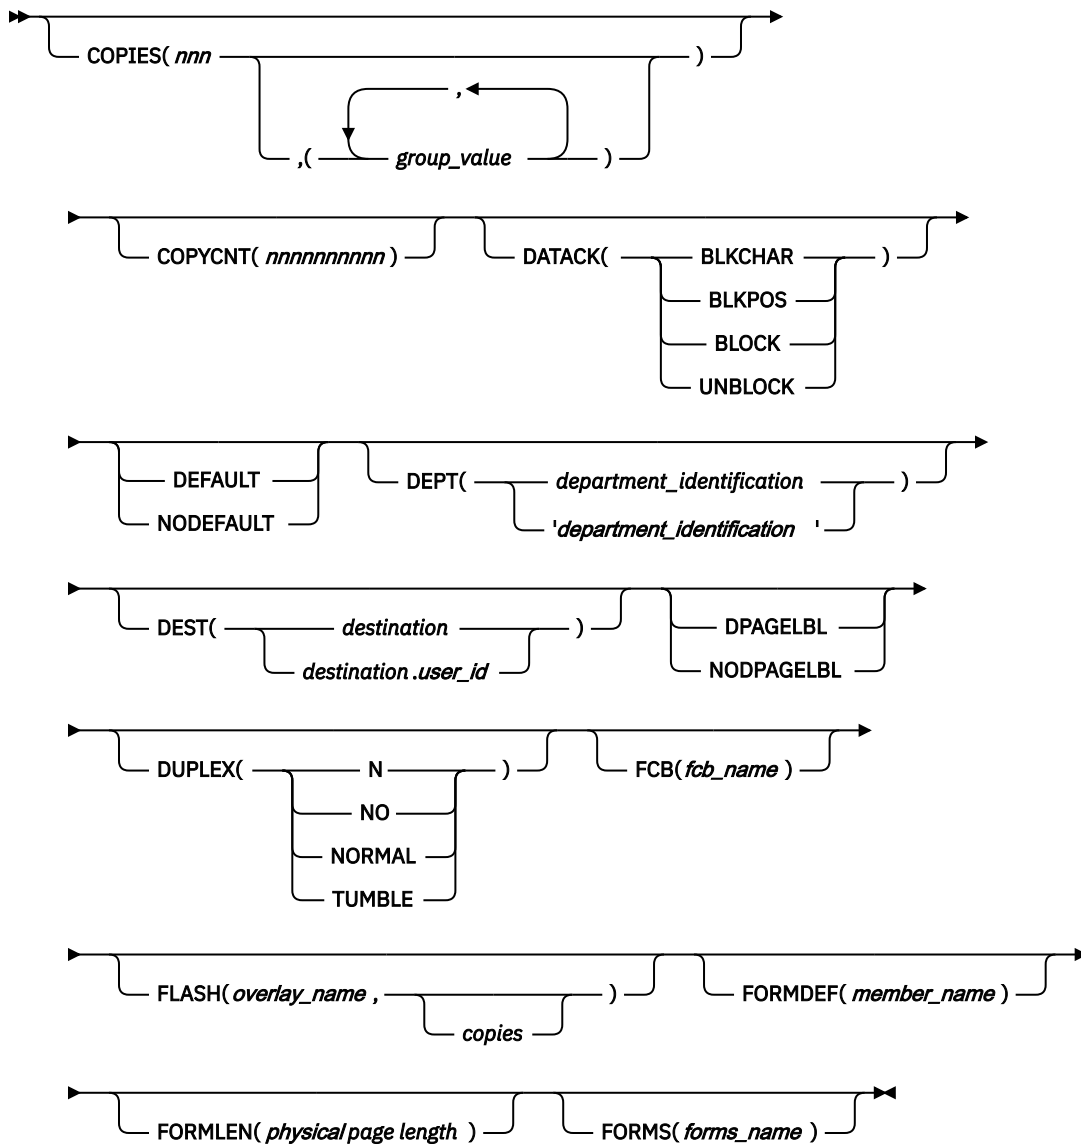 COPIES( nnn )
,
,( group_value )
COPYCNT( nnnnnnnnnn ) DATACK( BLKCHAR )
BLKPOS
BLOCK
UNBLOCK
DEFAULT DEPT( department_identification )
NODEFAULT 'department_identification '
DEST( destination ) DPAGELBL
destination .user_id NODPAGELBL
DUPLEX( N ) FCB( fcb_name )
NO
NORMAL
TUMBLE
FLASH( overlay_name , ) FORMDEF( member_name )
copies
FORMLEN( physical page length ) FORMS( forms_name )